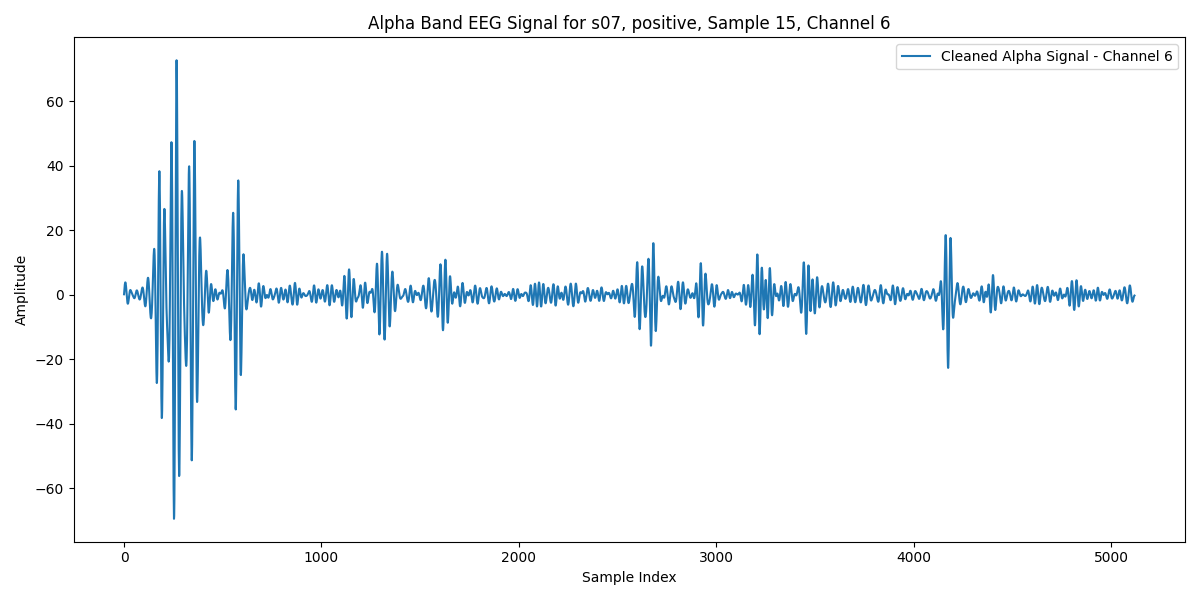 Alpha Band EEG Signal for s07, positive, Sample 15, Channel 6
Cleaned Alpha Signal - Channel 6
60
40
20
0
−20
−40
−60
Amplitude
0 1000 2000 3000 4000 5000
Sample Index